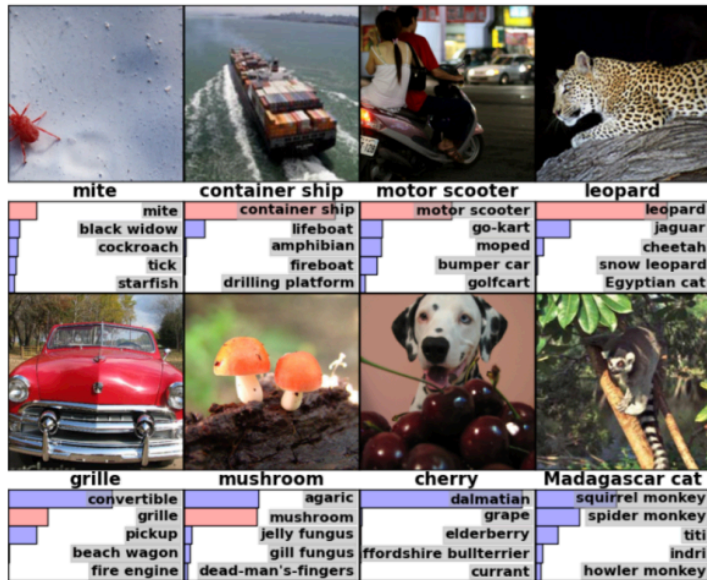 mite
container ship
motor scooter
leopard
mite
black widow
cockroach
tick
starfish
container ship
lifeboat
amphibian
fireboat
drilling platform
motor scooter
go-kart
moped
bumper car
golfcart
leopard
jaguar
cheetah
snow leopard
Egyptian cat
grille
mushroom
cherry
Madagascar cat
convertible
grille
pickup
beach wagon
fire engine
agaric
mushroom
jelly fungus
gill fungus
dead-man's-fingers
dalmatian
grape
elderberry
ffordshire bullterrier
currant
squirrel monkey
spider monkey
titi
indri
howler monkey